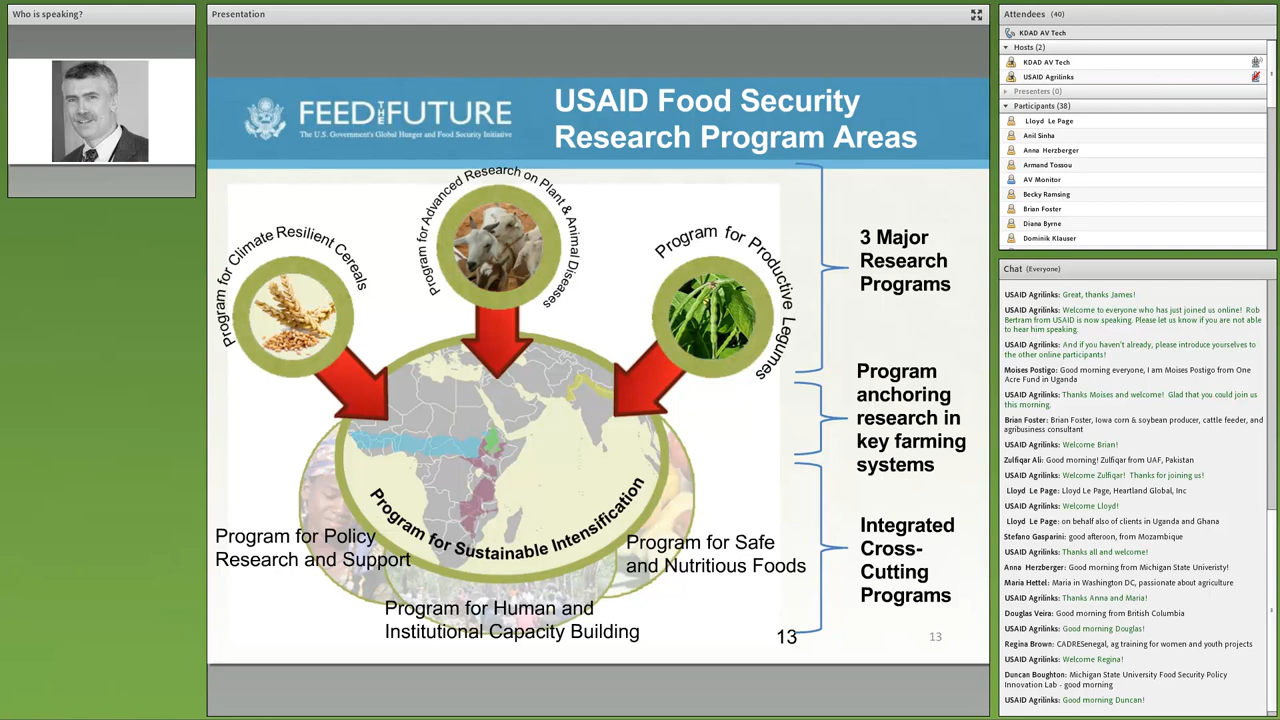 Who is speaking?
Presentation
FEED THE FUTURE
The U.S. Government's Global Hunger and Food Security Initiative
USAID Food Security
Research Program Areas
Program for Climate Resilient Cereals
Program for Advanced Research on Plant & Animal Diseases
Program for Productive Legumes
3 Major
Research
Programs
Program
anchoring
research in
key farming
systems
Program for Sustainable Intensification
Program for Policy
Research and Support
Program for Safe
and Nutritious Foods
Program for Human and
Institutional Capacity Building
Integrated
Cross-
Cutting
Programs
13
13
Attendees (40)
KDAD AV Tech
Hosts (2)
KDAD AV Tech
USAID Agrilinks
Presenters (0)
Participants (38)
Lloyd Le Page
Anil Sinha
Anna Herzberger
Armand Tossou
AV Monitor
Becky Ramsing
Brian Foster
Diana Byrne
Dominik Klauser
Chat (Everyone)
USAID Agrilinks: Great, thanks James!
USAID Agrilinks: Welcome to everyone who has just joined us online! Rob
Bertram from USAID is now speaking. Please let us know if you are not able
to hear him speaking.
USAID Agrilinks: And if you haven't already, please introduce yourselves to
the other online participants!
Moises Postigo: Good morning everyone, I am Moises Postigo from One
Acre Fund in Uganda
USAID Agrilinks: Thanks Moises and welcome! Glad that you could join us
this morning.
Brian Foster: Brian Foster, Iowa corn & soybean producer, cattle feeder, and
agribusiness consultant
USAID Agrilinks: Welcome Brian!
Zulfiqar Ali: Good morning! Zulfiqar from UAF, Pakistan
USAID Agrilinks: Welcome Zulfiqar! Thanks for joining us!
Lloyd Le Page: Lloyd Le Page, Heartland Global, Inc
USAID Agrilinks: Welcome Lloyd!
Lloyd Le Page: on behalf also of clients in Uganda and Ghana
Stefano Gasparini: good afternoon, from Mozambique
USAID Agrilinks: Thanks all and welcome!
Anna Herzberger: Good morning from Michigan State Univeristy!
Maria Hettel: Maria in Washington DC, passionate about agriculture
USAID Agrilinks: Thanks Anna and Maria!
Douglas Veira: Good morning from British Columbia
USAID Agrilinks: Good morning Douglas!
Regina Brown: CADRESenegal, ag training for women and youth projects
USAID Agrilinks: Welcome Regina!
Duncan Boughton: Michigan State University Food Security Policy
Innovation Lab - good morning
USAID Agrilinks: Good morning Duncan!